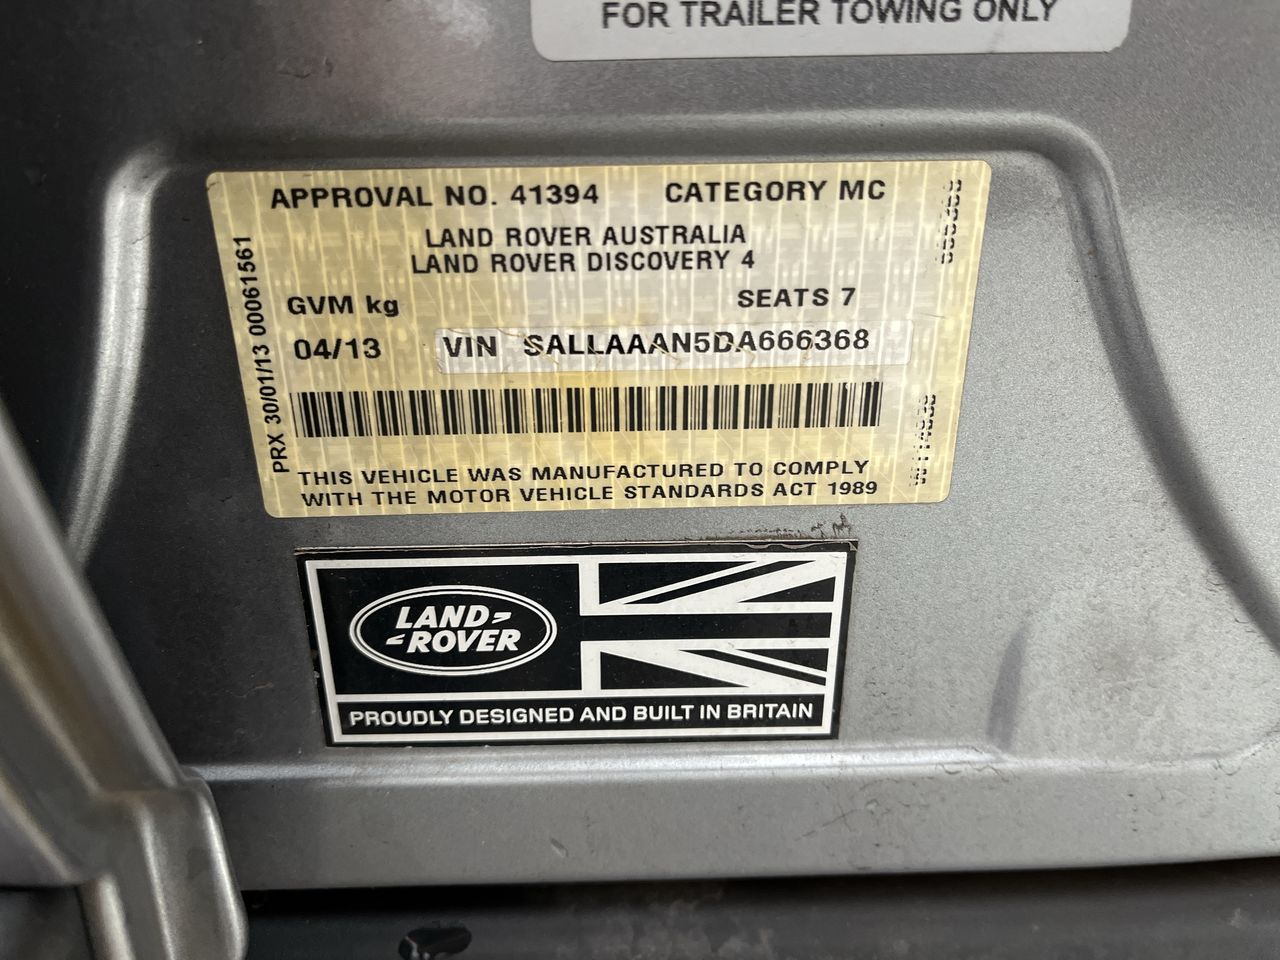 FOR TRAILER TOWING ONLY
APPROVAL NO. 41394 CATEGORY MC
LAND ROVER AUSTRALIA
LAND ROVER DISCOVERY 4
GVM kg SEATS 7
04/13 VIN SALLAAAN5DA666368
THIS VEHICLE WAS MANUFACTURED TO COMPLY
WITH THE MOTOR VEHICLE STANDARDS ACT 1989
PRX 30/01/13 00061561
LAND
ROVER
PROUDLY DESIGNED AND BUILT IN BRITAIN